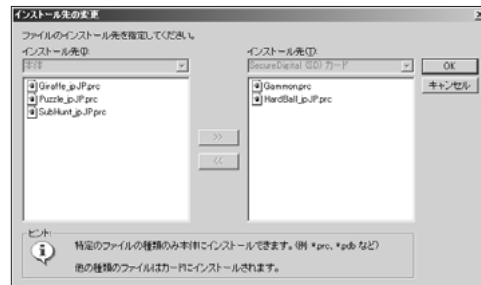 インストール先の変更
ファイルのインストール先を指定してください。
インストール先(I):
インストール先(T):
本体
SecureDigital (SD) カード
OK
キャンセル
Giraffe_jpJP.prc
Puzzle_jpJP.prc
SubHunt_jpJP.prc
Gammon.prc
HardBall_jpJP.prc
>>
<<
ヒント:
特定のファイルの種類のみ本体にインストールできます。(例 *prc, *pdb など)
他の種類のファイルはカードにインストールされます。